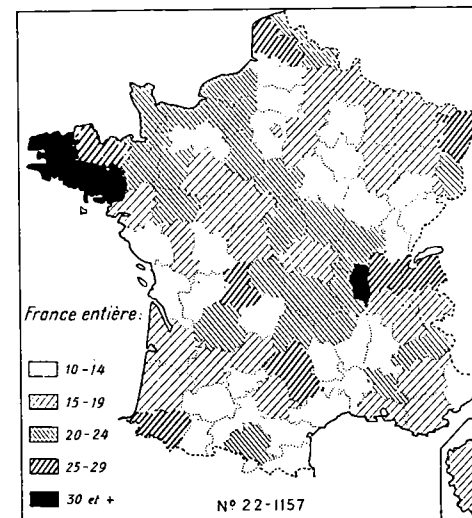 France entière:
10-14
15-19
20-24
25-29
30 et +
Nº 22-1157